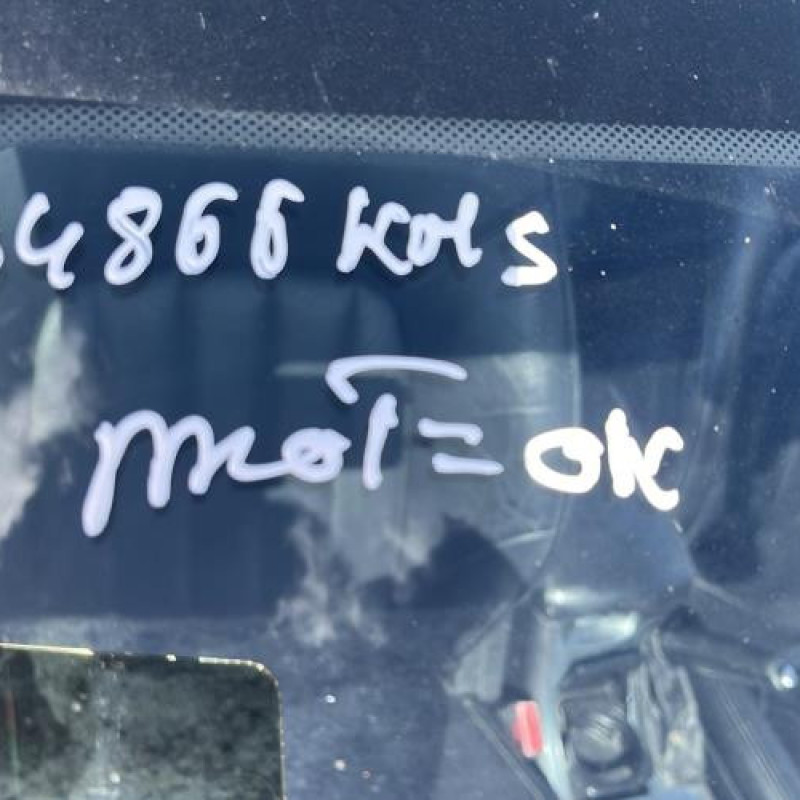 4866 Kms
MOT = OK